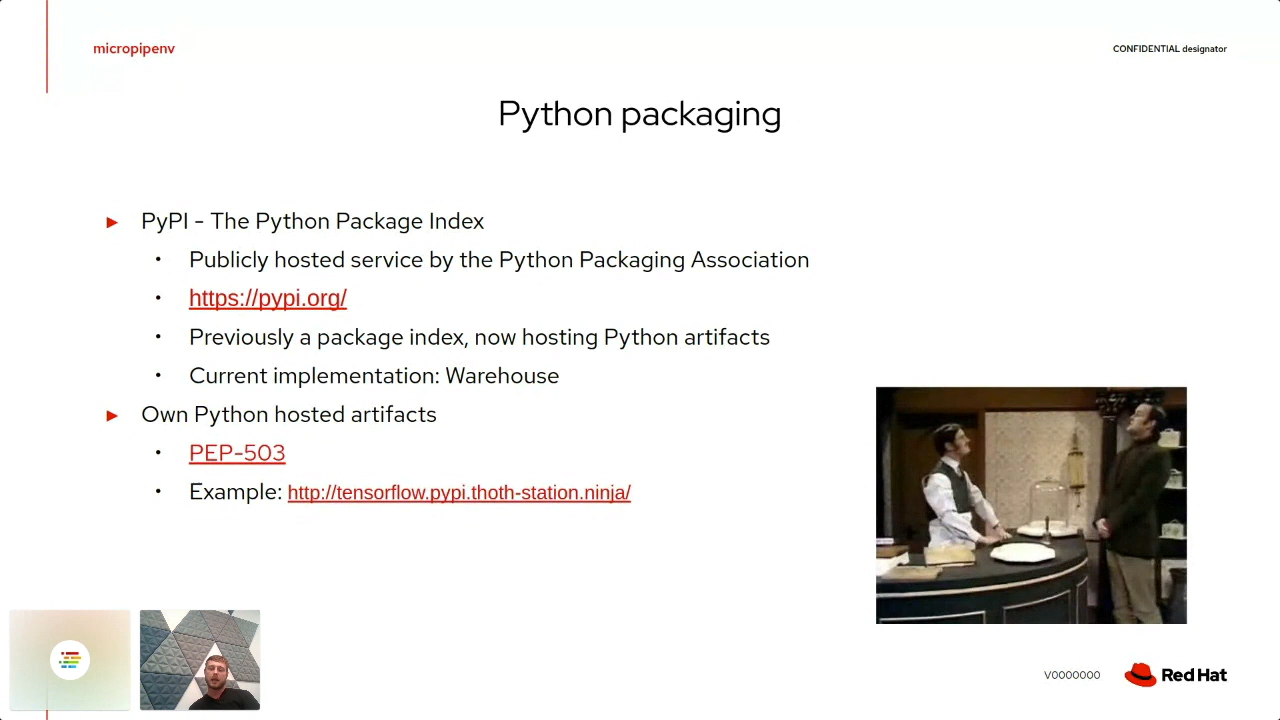 micropipenv
CONFIDENTIAL designator
Python packaging
► PyPI - The Python Package Index
• Publicly hosted service by the Python Packaging Association
• https://pypi.org/
• Previously a package index, now hosting Python artifacts
• Current implementation: Warehouse
► Own Python hosted artifacts
• PEP-503
• Example: http://tensorflow.pypi.thoth-station.ninja/
V0000000
Red Hat